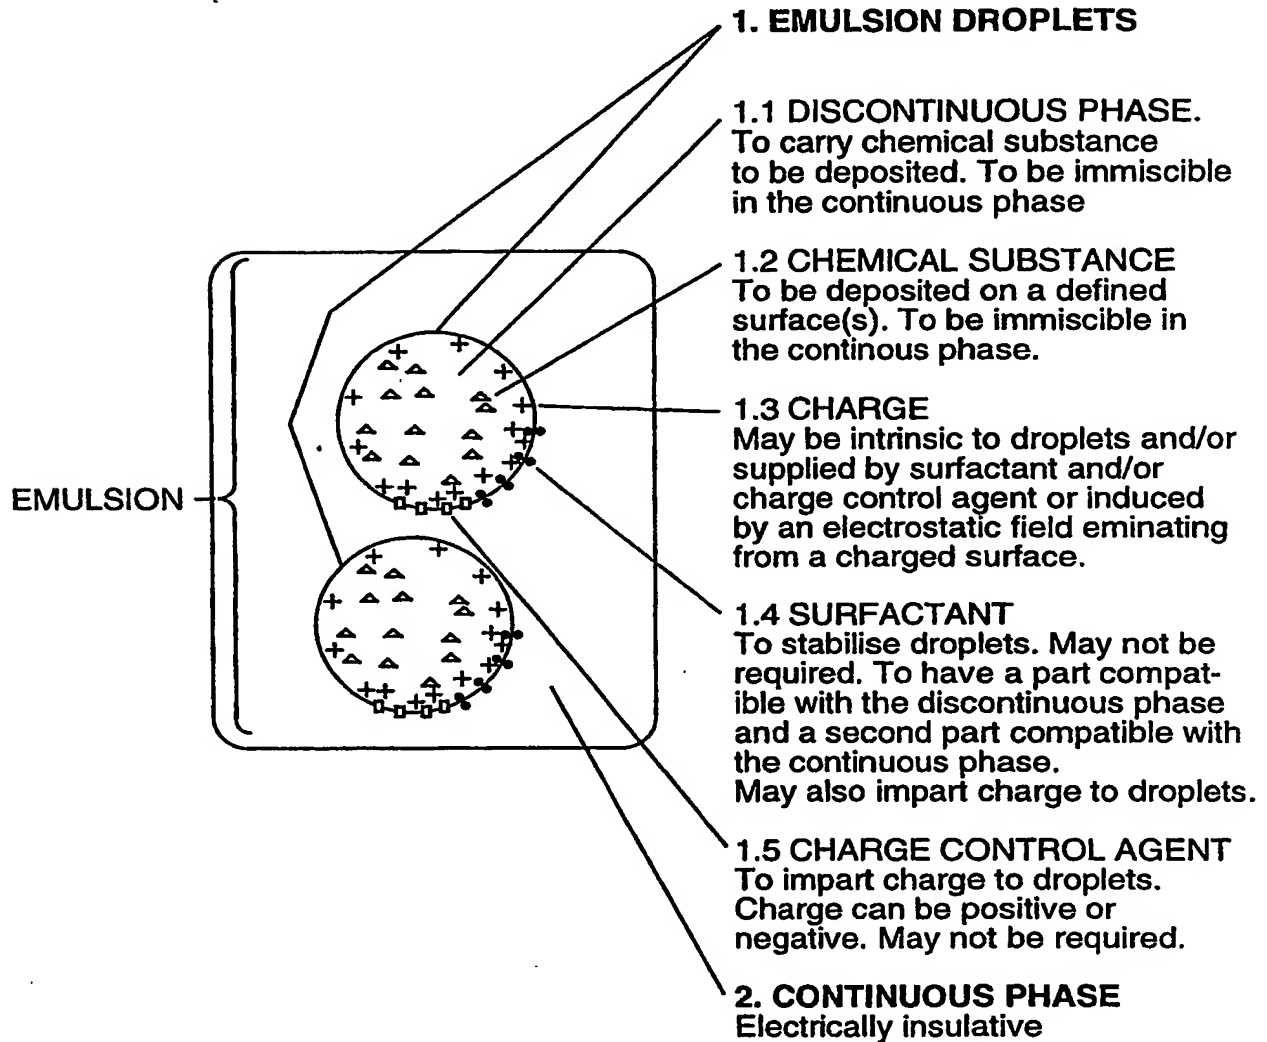 1. EMULSION DROPLETS
1.1 DISCONTINUOUS PHASE.
To carry chemical substance
to be deposited. To be immiscible
in the continuous phase
1.2 CHEMICAL SUBSTANCE
To be deposited on a defined
surface(s). To be immiscible in
the continous phase.
1.3 CHARGE
May be intrinsic to droplets and/or
supplied by surfactant and/or
charge control agent or induced
by an electrostatic field eminating
from a charged surface.
EMULSION
1.4 SURFACTANT
To stabilise droplets. May not be
required. To have a part compat-
ible with the discontinuous phase
and a second part compatible with
the continuous phase.
May also impart charge to droplets.
1.5 CHARGE CONTROL AGENT
To impart charge to droplets.
Charge can be positive or
negative. May not be required.
2. CONTINUOUS PHASE
Electrically insulative